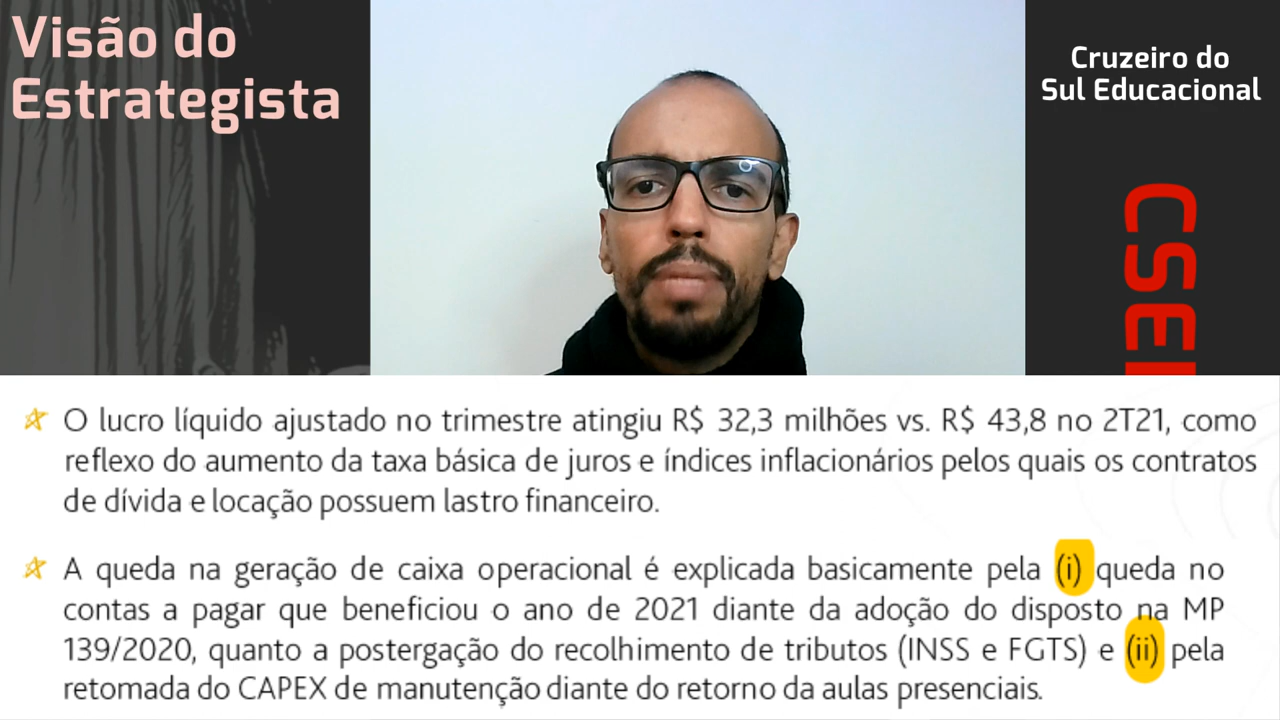 Visão do
Estrategista
Cruzeiro do
Sul Educacional
CSE
O lucro líquido ajustado no trimestre atingiu R$ 32,3 milhões vs. R$ 43,8 no 2T21, como
reflexo do aumento da taxa básica de juros e índices inflacionários pelos quais os contratos
de dívida e locação possuem lastro financeiro.
A queda na geração de caixa operacional é explicada basicamente pela (i) queda no
contas a pagar que beneficiou o ano de 2021 diante da adoção do disposto na MP
139/2020, quanto a postergação do recolhimento de tributos (INSS e FGTS) e (ii) pela
retomada do CAPEX de manutenção diante do retorno da aulas presenciais.